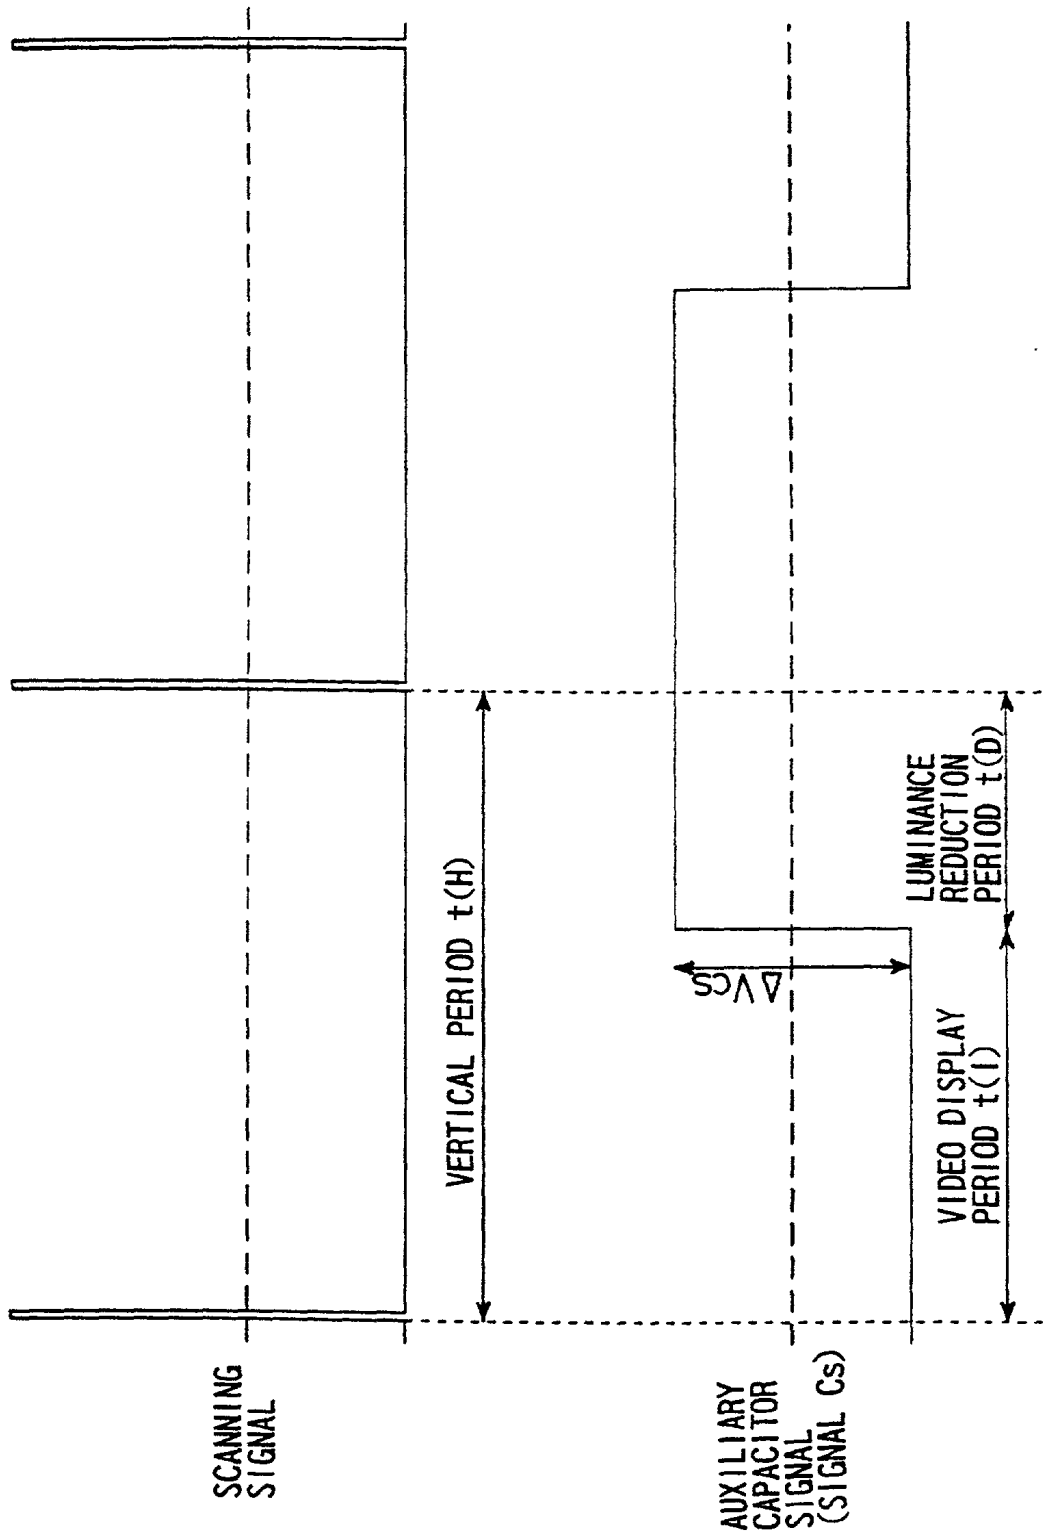 SCANNING
SIGNAL
VERTICAL PERIOD t(H)
AUXILIARY
CAPACITOR
SIGNAL
(SIGNAL Cs)
ΔVcs
VIDEO DISPLAY
PERIOD t(I)
LUMINANCE
REDUCTION
PERIOD t(D)